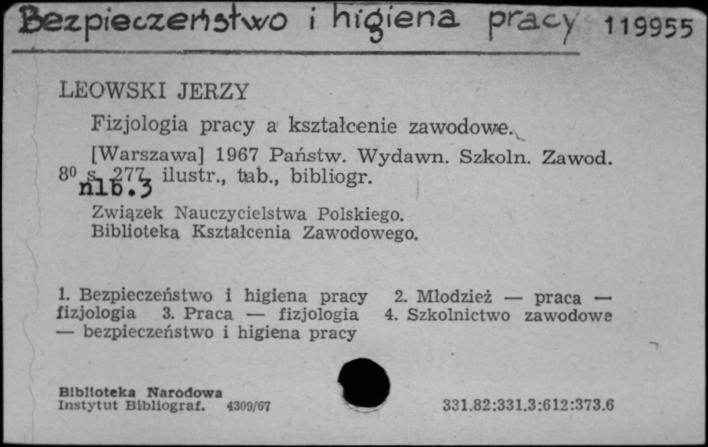 Bezpieczeństwo i higiena pracy 119955
LEOWSKI JERZY
Fizjologia pracy a kształcenie zawodowe.
[Warszawa] 1967 Państw. Wydawn. Szkoln. Zawod.
8⁰ s. 277, ilustr., tab., bibliogr.
nlb.3
Związek Nauczycielstwa Polskiego.
Biblioteka Kształcenia Zawodowego.
1. Bezpieczeństwo i higiena pracy 2. Młodzież — praca —
fizjologia 3. Praca — fizjologia 4. Szkolnictwo zawodowe
— bezpieczeństwo i higiena pracy
Biblioteka Narodowa
Instytut Bibliograf. 4309/67 331.82:331.3:612:373.6